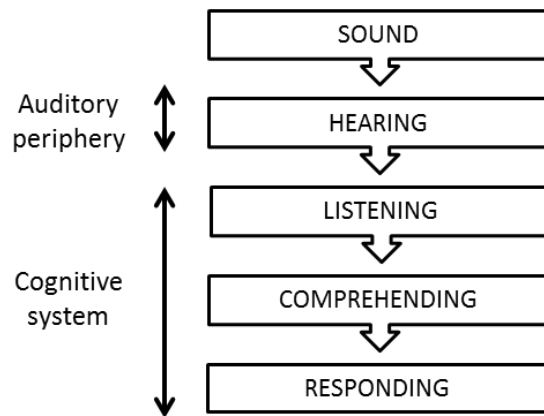 SOUND
Auditory
periphery
HEARING
LISTENING
Cognitive
system
COMPREHENDING
RESPONDING